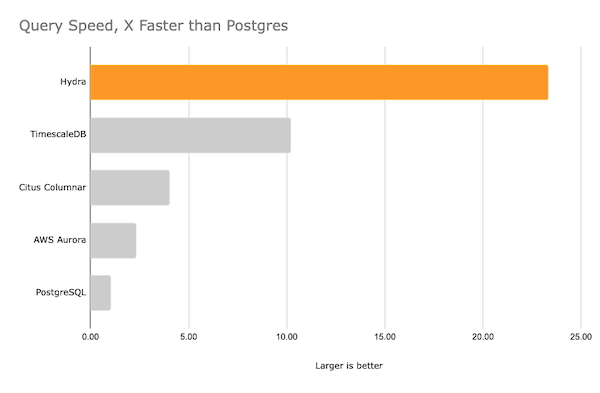 Query Speed, X Faster than Postgres
Hydra
TimescaleDB
Citus Columnar
AWS Aurora
PostgreSQL
0.00 5.00 10.00 15.00 20.00 25.00
Larger is better